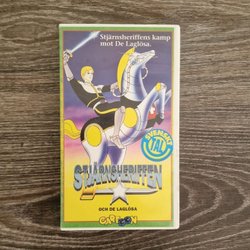 Stjärnsheriffens kamp
mot De Laglösa.
SVENSKT
TAL
STJÄRNSHERIFFEN
OCH DE LAGLÖSA